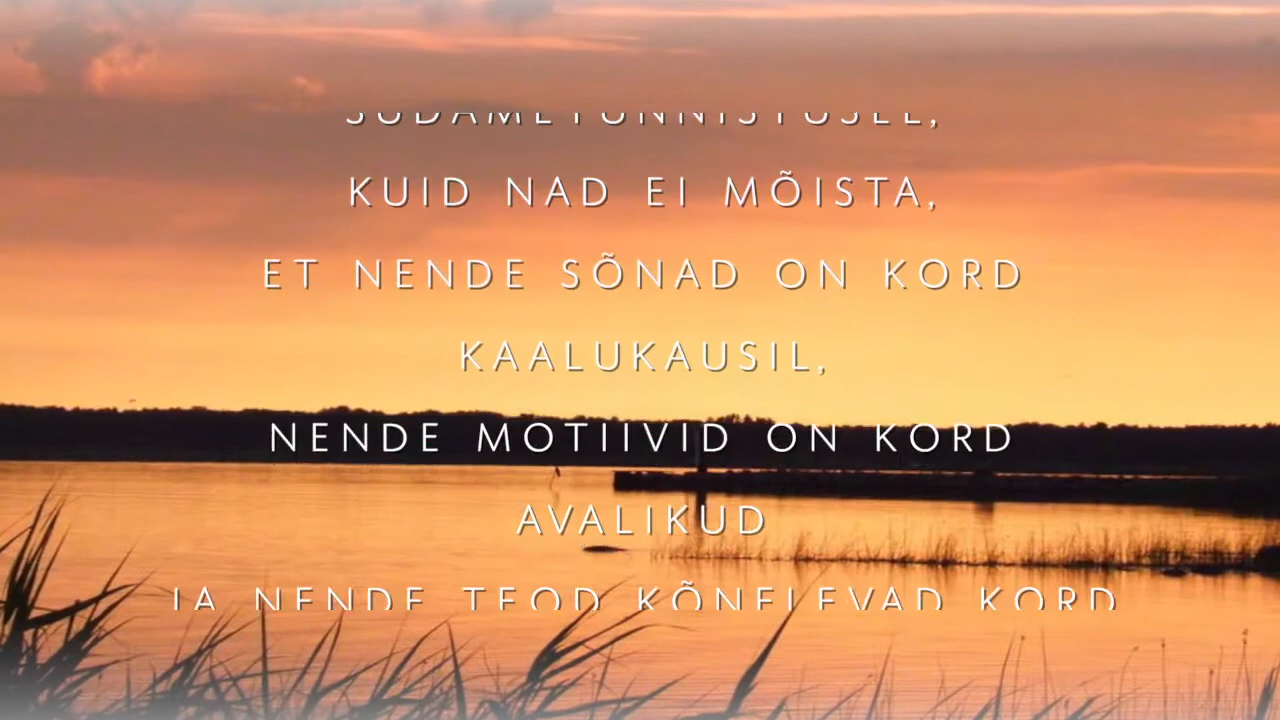 SÜDAMETUNNISTUSEL,
KUID NAD EI MÕISTA,
ET NENDE SÕNAD ON KORD
KAALUKAUSIL,
NENDE MOTIIVID ON KORD
AVALIKUD
JA NENDE TEOD KÕNELEVAD KORD